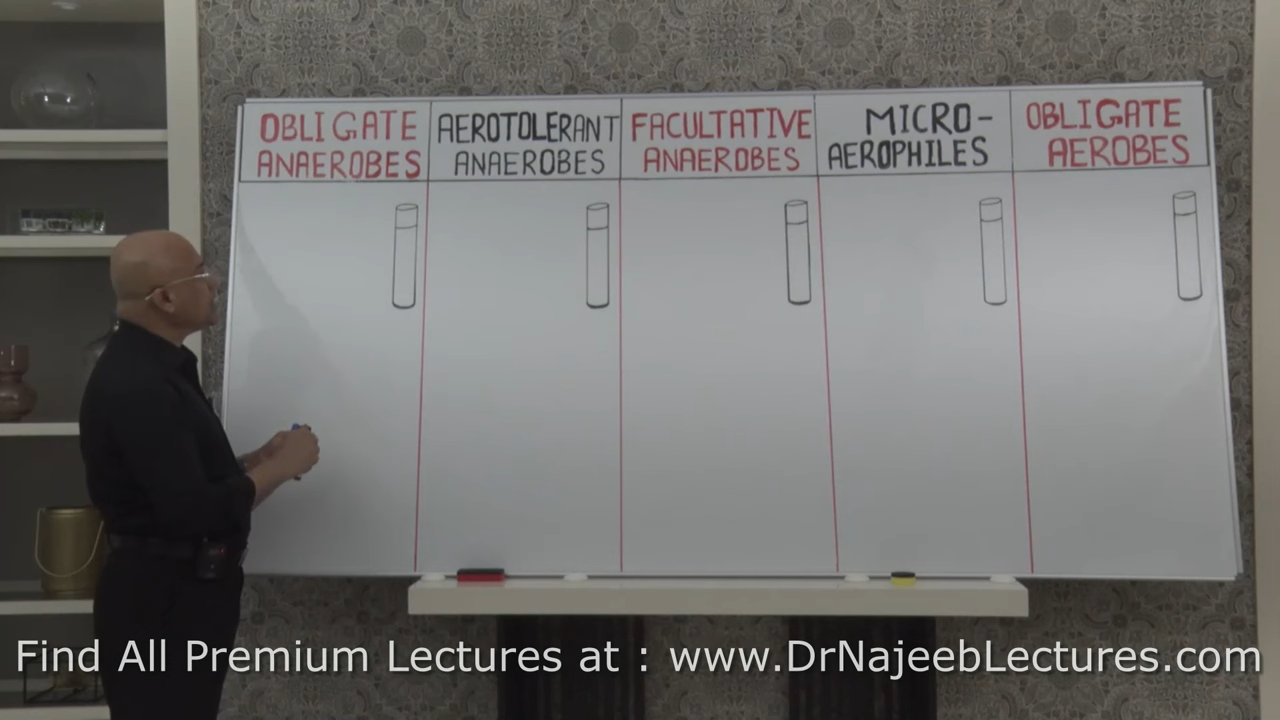 OBLIGATE
ANAEROBES
AEROTOLERANT
ANAEROBES
FACULTATIVE
ANAEROBES
MICRO-
AEROPHILES
OBLIGATE
AEROBES
Find All Premium Lectures at : www.DrNajeebLectures.com